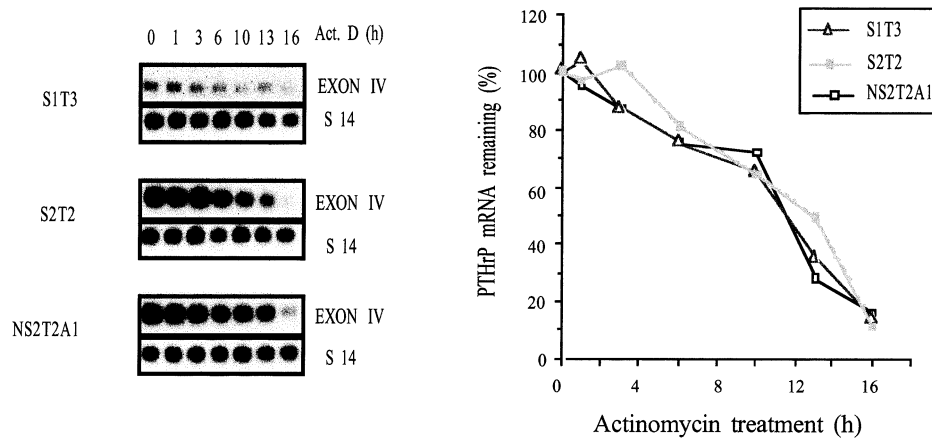 0 1 3 6 10 13 16 Act. D (h)
S1T3
EXON IV
S 14
S2T2
EXON IV
S 14
NS2T2A1
EXON IV
S 14
PTHrP mRNA remaining (%)
120
100
80
60
40
20
0
0 4 8 12 16
Actinomycin treatment (h)
S1T3
S2T2
NS2T2A1